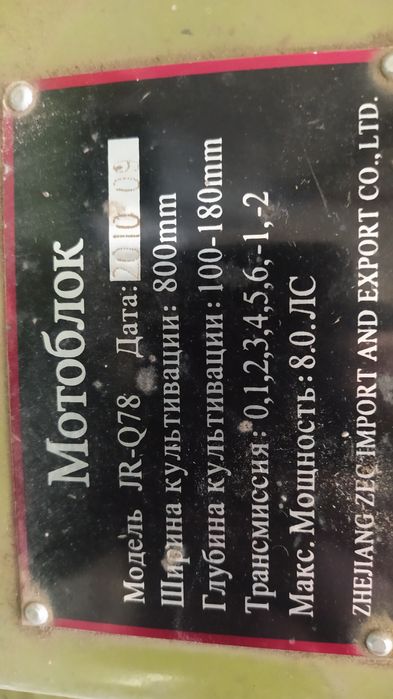 Мотоблок
Модель JR-Q78 Дата: 2010 09
Ширина культивации: 800mm
Глубина культивации: 100-180mm
Трансмиссия: 0,1,2,3,4,5,6,-1,-2
Макс. Мощность: 8.0.ЛС
ZHEJIANG ZEC IMPORT AND EXPORT CO.,LTD.